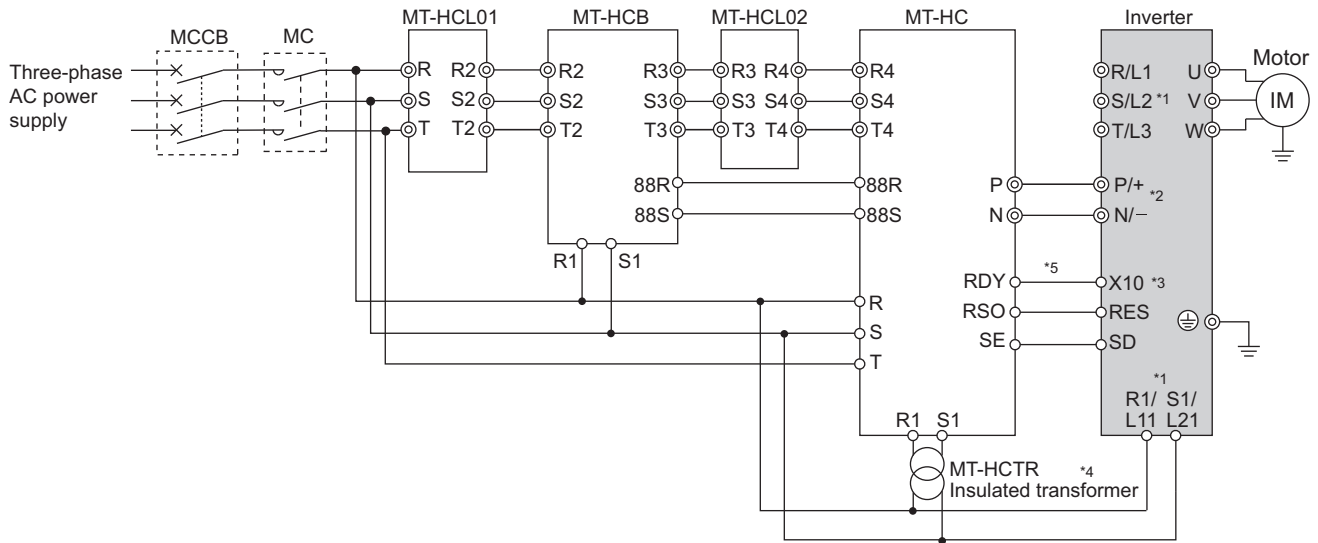 MT-HCL01 MT-HCB MT-HCL02 MT-HC Inverter
MCCB MC Motor
Three-phase
AC power
supply
R R2 R2 R3 R3 R4 R4 R/L1 U
S S2 S2 S3 S3 S4 S4 S/L2 *1 V IM
T T2 T2 T3 T3 T4 T4 T/L3 W
88R 88R P P/+ *2
88S 88S N N/−
R1 S1
RDY *5 X10 *3
R RSO RES
S SE SD
T
*1
R1/ S1/
R1 S1 L11 L21
MT-HCTR *4
Insulated transformer